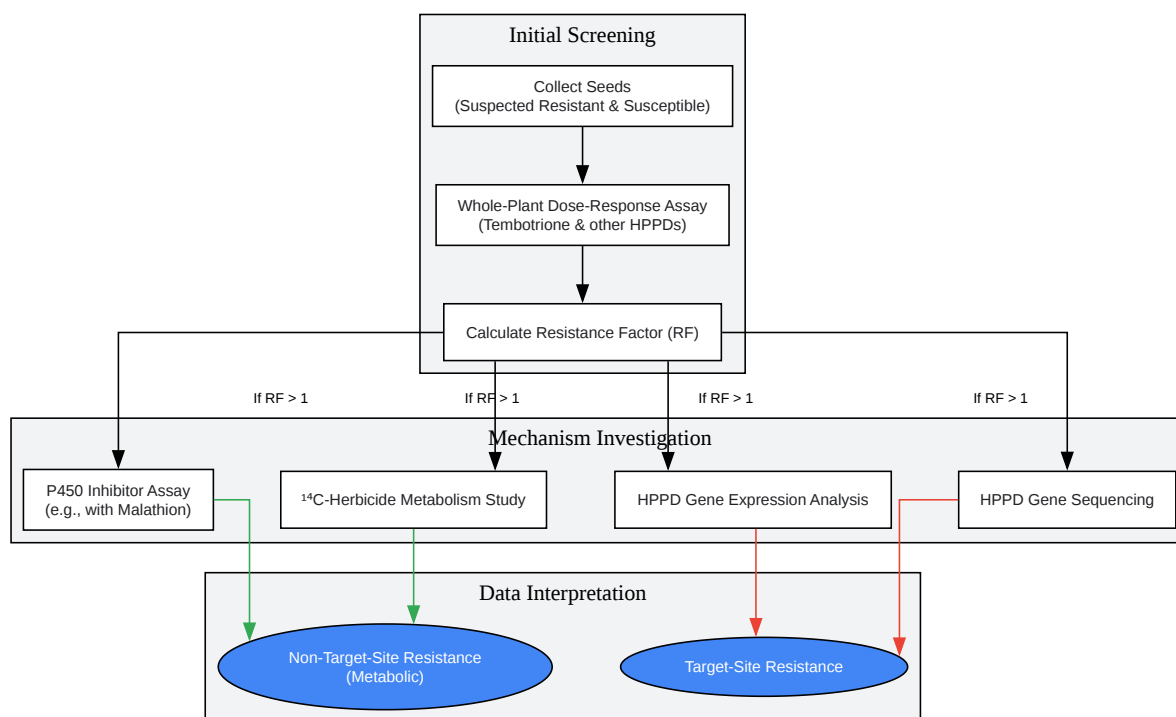 Initial Screening
Collect Seeds
(Suspected Resistant & Susceptible)
Whole-Plant Dose-Response Assay
(Tembotrione & other HPPDs)
Calculate Resistance Factor (RF)
If RF > 1
If RF > 1
If RF > 1
If RF > 1
Mechanism Investigation
P450 Inhibitor Assay
(e.g., with Malathion)
¹⁴C-Herbicide Metabolism Study
HPPD Gene Expression Analysis
HPPD Gene Sequencing
Data Interpretation
Non-Target-Site Resistance
(Metabolic)
Target-Site Resistance